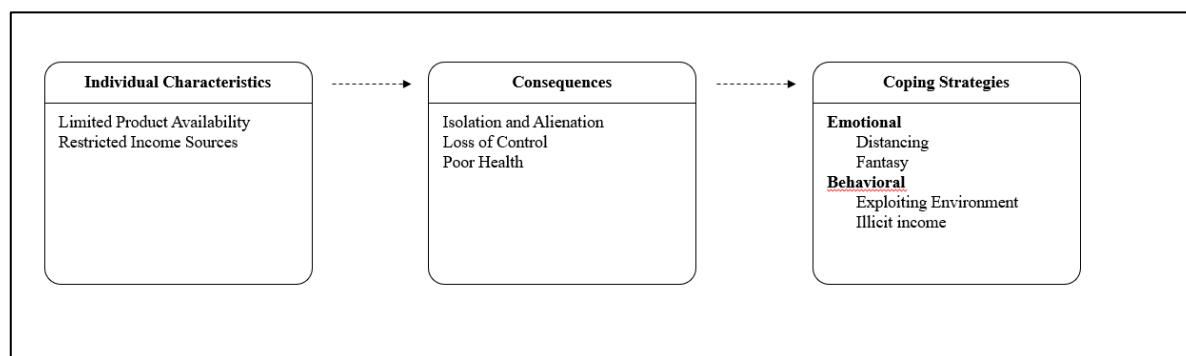 Individual Characteristics
Limited Product Availability
Restricted Income Sources
Consequences
Isolation and Alienation
Loss of Control
Poor Health
Coping Strategies
Emotional
Distancing
Fantasy
Behavioral
Exploiting Environment
Illicit income